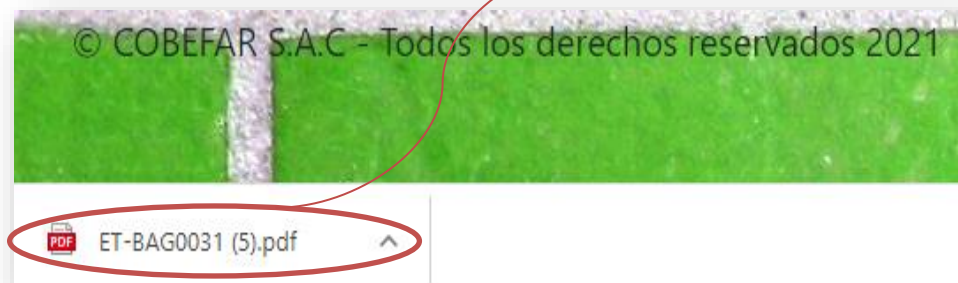 © COBEFAR S.A.C - Todos los derechos reservados 2021
PDF ET-BAG0031 (5).pdf